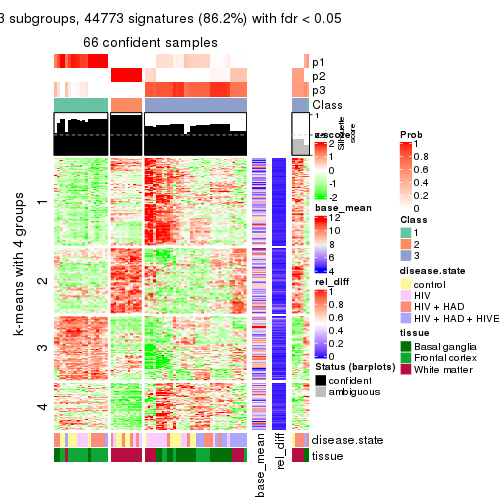 3 subgroups, 44773 signatures (86.2%) with fdr < 0.05
66 confident samples
p1
p2
p3
Class
1
Silhouette
score
k-means with 4 groups
1
2
3
4
z-score
2
1
0
-1
-2
base_mean
12
10
8
6
4
rel_diff
1
0.8
0.6
0.4
0.2
0
Status (barplots)
confident
ambiguous
Prob
1
0.8
0.6
0.4
0.2
0
Class
1
2
3
disease.state
control
HIV
HIV + HAD
HIV + HAD + HIVE
tissue
Basal ganglia
Frontal cortex
White matter
disease.state
tissue
base_mean
rel_diff